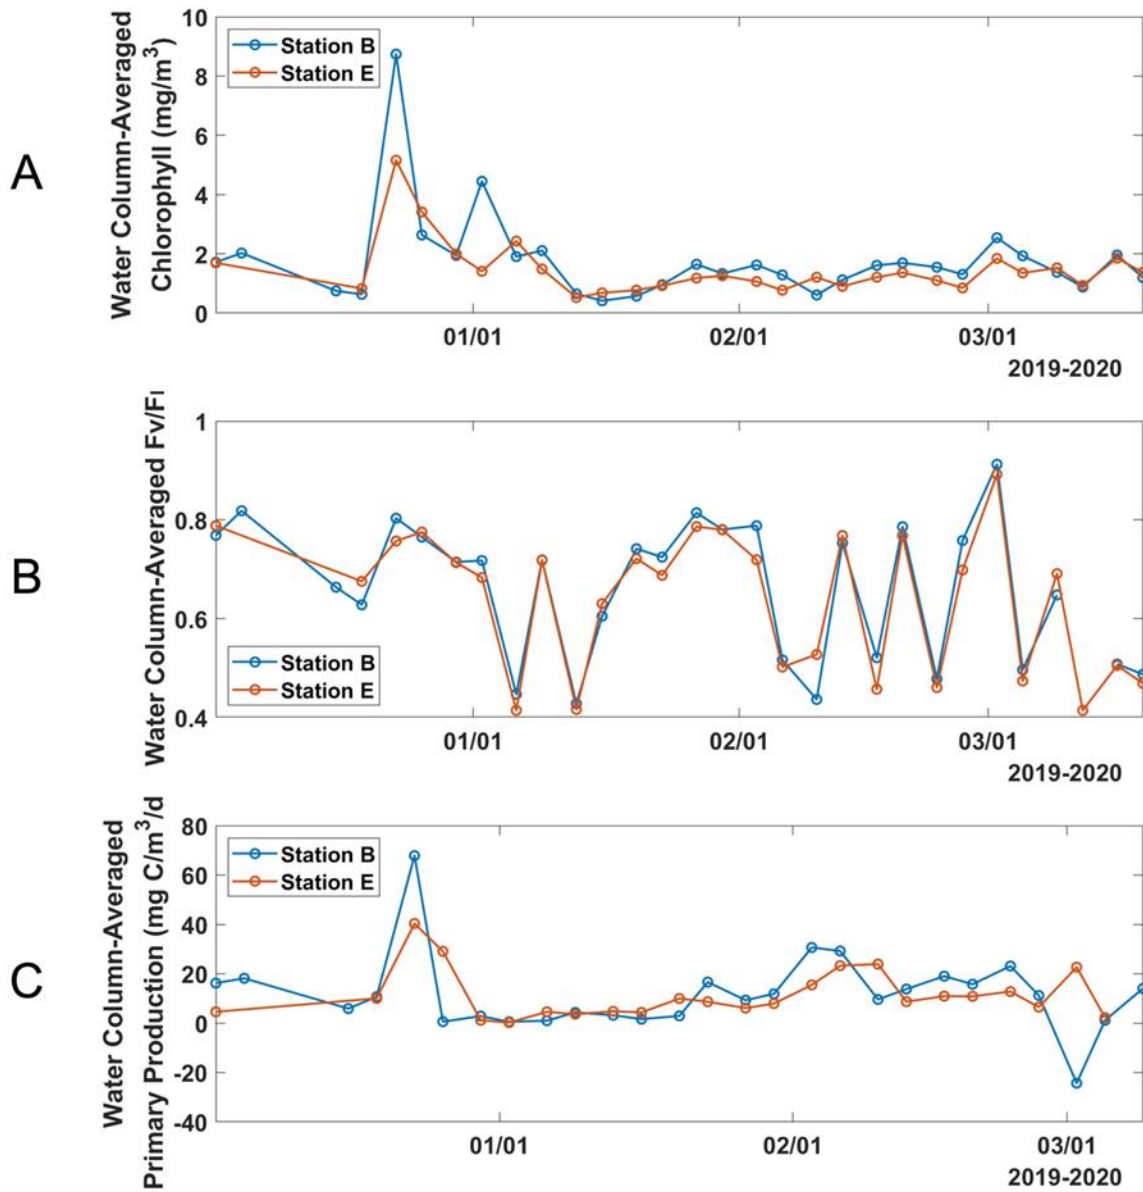 A
Water Column-Averaged
Chlorophyll (mg/m³)
10
8
6
4
2
0
Station B
Station E
01/01
02/01
03/01
2019-2020
B
Water Column-Averaged Fv/F
1
0.8
0.6
0.4
Station B
Station E
01/01
02/01
03/01
2019-2020
C
Water Column-Averaged
Primary Production (mg C/m³/d
80
60
40
20
0
-20
-40
Station B
Station E
01/01
02/01
03/01
2019-2020